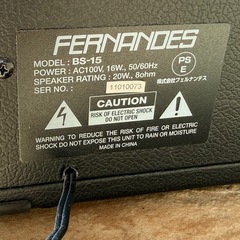 FERNANDES
MODEL: BS-15
POWER : AC100V, 16W, 50/60Hz
SPEAKER RATING : 20W., 8ohm
SER NO. : 11010073
PS
E
株式会社フェルナンデス
CAUTION
RISK OF ELECTRIC SHOCK
DO NOT OPEN
WARNING : TO REDUCE THE RISK OF FIRE OR ELECTRIC
SHOCK DO NOT EXPOSE THIS UNIT TO RAIN OR MOISTURE
MADE IN CHINA